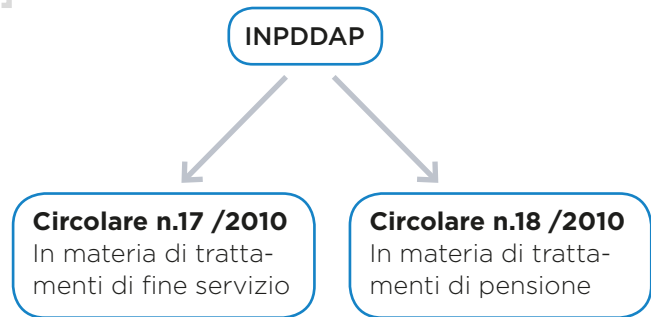 INPDDAP
Circolare n.17 /2010
In materia di tratta-
menti di fine servizio
Circolare n.18 /2010
In materia di tratta-
menti di pensione